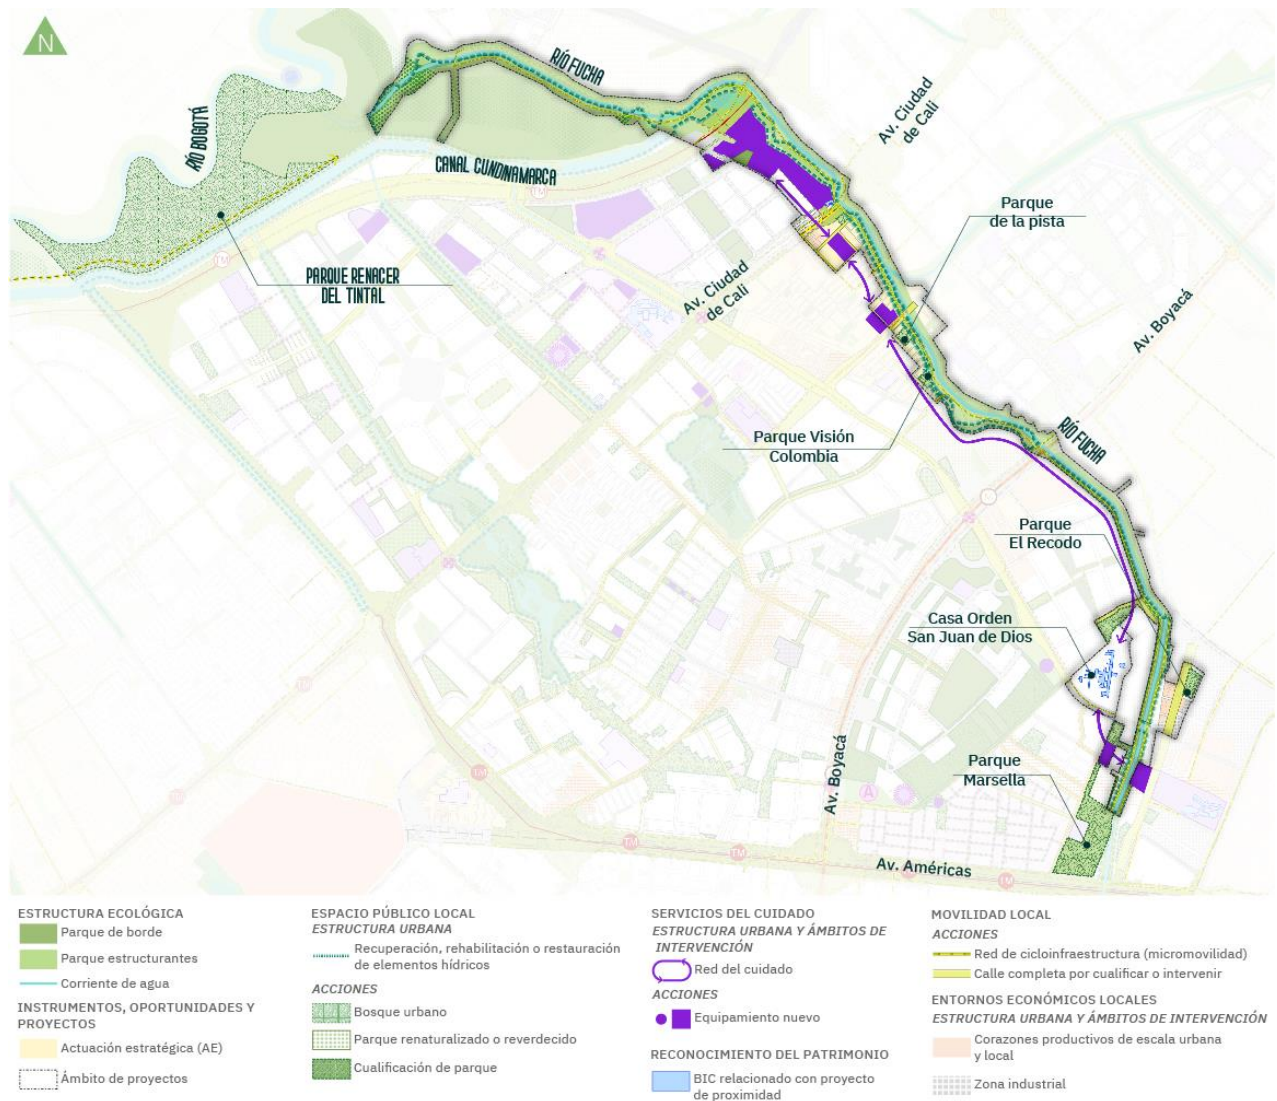 N
RÍO FUCHA
RÍO BOGOTÁ
Av. Ciudad
de Cali
CANAL CUNDINAMARCA
TM
Parque
de la pista
TM
PARQUE RENACER
DEL TINTAL
Av. Ciudad
de Cali
Av. Boyacá
Parque Visión
Colombia
RÍO FUCHA
Parque
El Recodo
Casa Orden
San Juan de Dios
Av. Boyacá
Parque
Marsella
TM
A
TM
TM
TM
Av. Américas
ESTRUCTURA ECOLÓGICA
Parque de borde
Parque estructurantes
Corriente de agua
INSTRUMENTOS, OPORTUNIDADES Y
PROYECTOS
Actuación estratégica (AE)
Ámbito de proyectos
ESPACIO PÚBLICO LOCAL
ESTRUCTURA URBANA
Recuperación, rehabilitación o restauración
de elementos hídricos
ACCIONES
Bosque urbano
Parque renaturalizado o reverdecido
Cualificación de parque
SERVICIOS DEL CUIDADO
ESTRUCTURA URBANA Y ÁMBITOS DE
INTERVENCIÓN
Red del cuidado
ACCIONES
Equipamiento nuevo
RECONOCIMIENTO DEL PATRIMONIO
BIC relacionado con proyecto
de proximidad
MOVILIDAD LOCAL
ACCIONES
Red de cicloinfraestructura (micromovilidad)
Calle completa por cualificar o intervenir
ENTORNOS ECONÓMICOS LOCALES
ESTRUCTURA URBANA Y ÁMBITOS DE INTERVENCIÓN
Corazones productivos de escala urbana
y local
Zona industrial